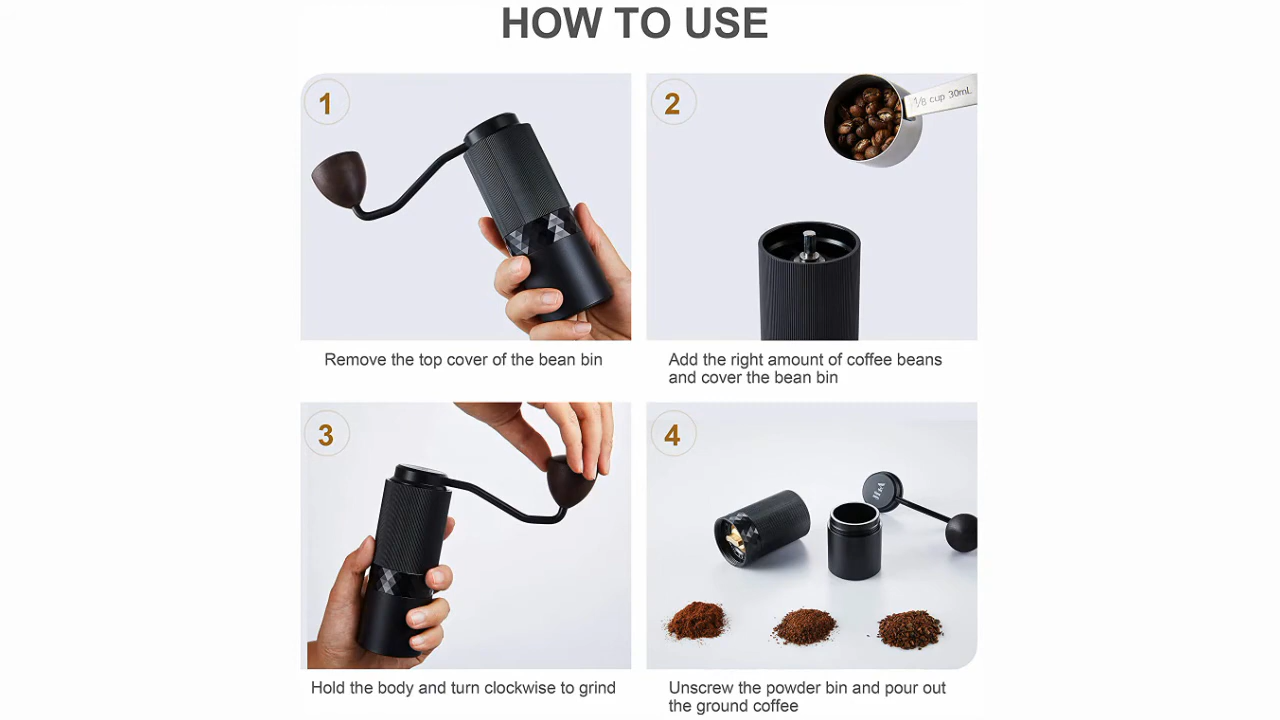 HOW TO USE
1
2
1/8 cup 30mL
Remove the top cover of the bean bin
Add the right amount of coffee beans
and cover the bean bin
3
4
Hold the body and turn clockwise to grind
Unscrew the powder bin and pour out
the ground coffee